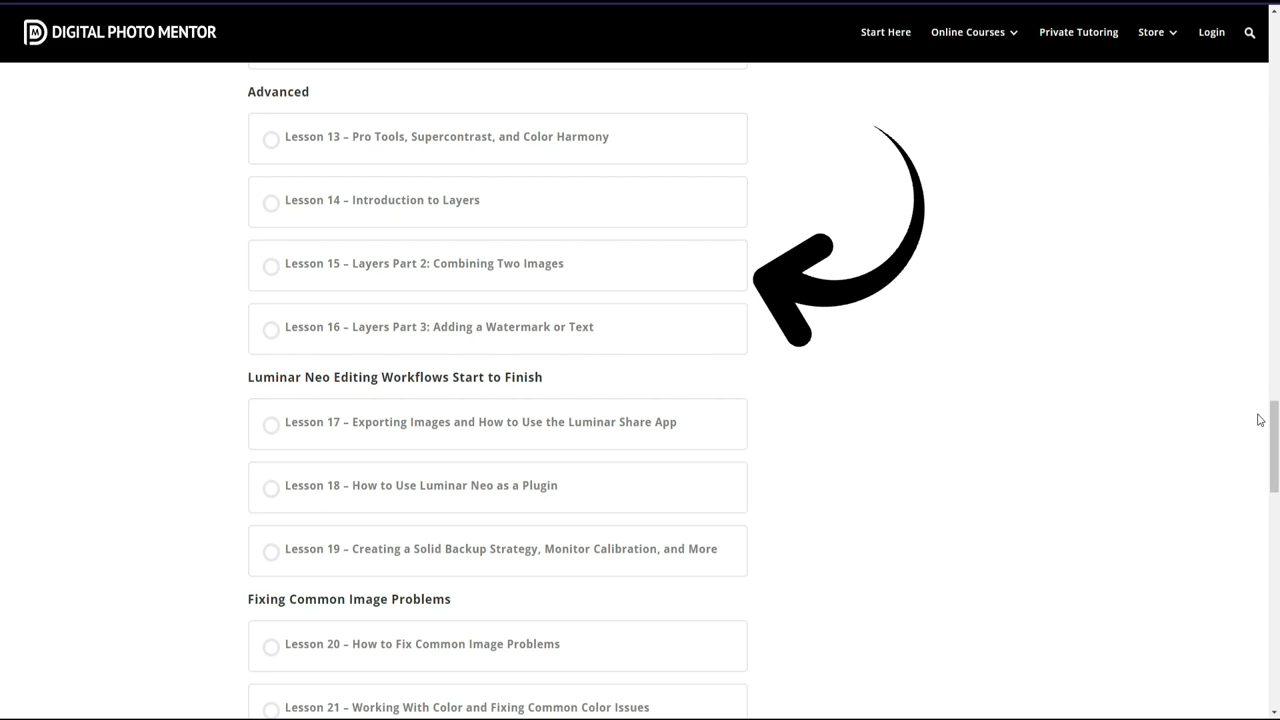 DIGITAL PHOTO MENTOR
Start Here Online Courses Private Tutoring Store Login
Advanced
Lesson 13 – Pro Tools, Supercontrast, and Color Harmony
Lesson 14 – Introduction to Layers
Lesson 15 – Layers Part 2: Combining Two Images
Lesson 16 – Layers Part 3: Adding a Watermark or Text
Luminar Neo Editing Workflows Start to Finish
Lesson 17 – Exporting Images and How to Use the Luminar Share App
Lesson 18 – How to Use Luminar Neo as a Plugin
Lesson 19 – Creating a Solid Backup Strategy, Monitor Calibration, and More
Fixing Common Image Problems
Lesson 20 – How to Fix Common Image Problems
Lesson 21 – Working With Color and Fixing Common Color Issues